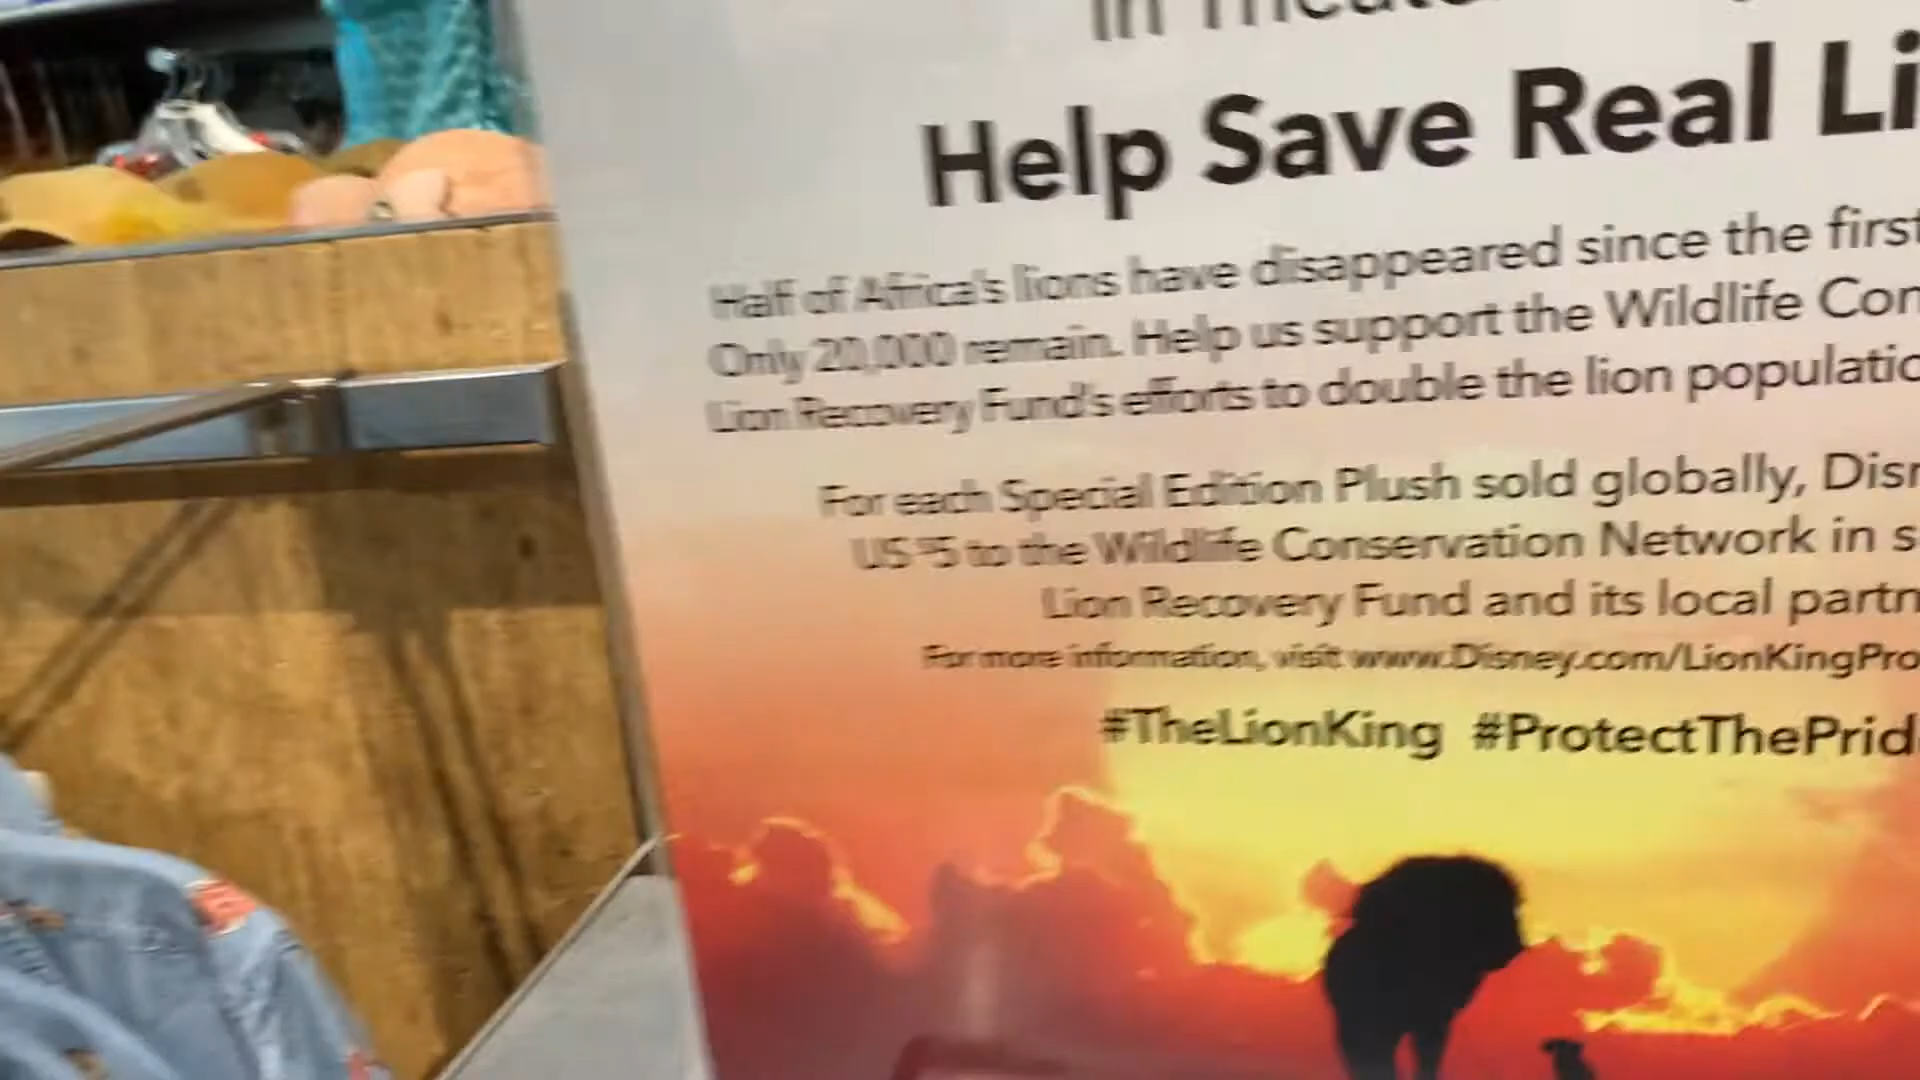 in Theat
Help Save Real Li
Half of Africa's lions have disappeared since the first
Only 20,000 remain. Help us support the Wildlife Con
Lion Recovery Fund's efforts to double the lion populatio
For each Special Edition Plush sold globally, Disn
US $5 to the Wildlife Conservation Network in s
Lion Recovery Fund and its local partn
For more information, visit www.Disney.com/LionKingPro
#TheLionKing #ProtectThePrid